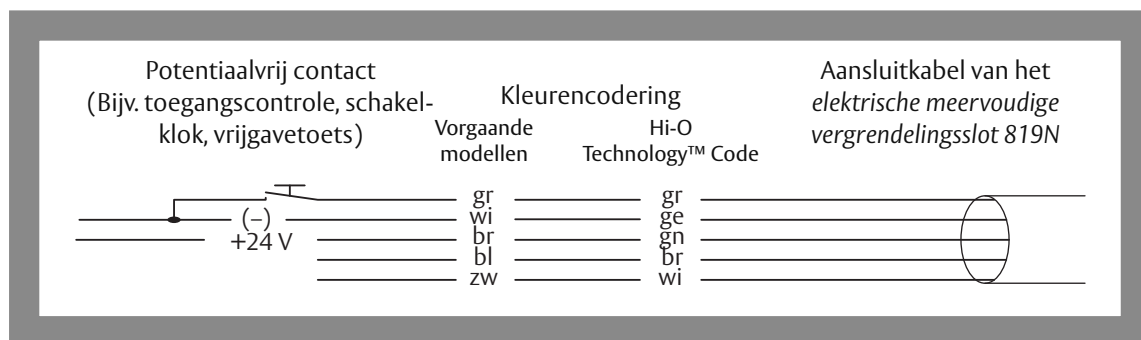 Potentiaalvrij contact
(Bijv. toegangscontrole, schakel-
klok, vrijgavetoets)
Kleurencodering
Vorgaande
modellen
Hi-O
Technology™ Code
Aansluitkabel van het
elektrische meervoudige
vergrendelingsslot 819N
gr gr
(–) wi ge
+24 V br gn
bl br
zw wi